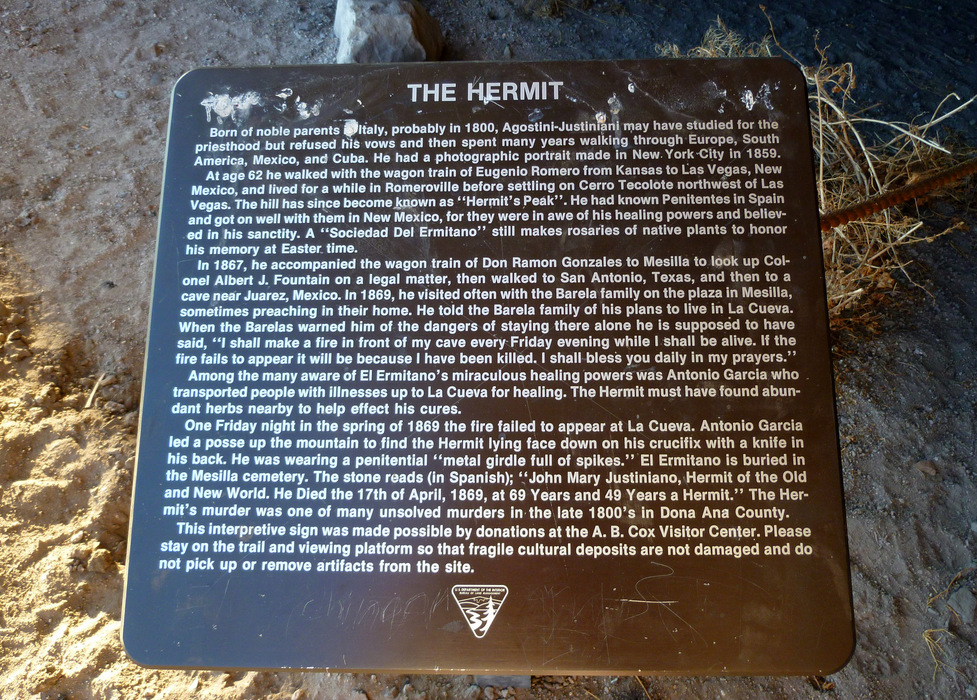 THE HERMIT
Born of noble parents Italy, probably in 1800, Agostini-Justiniani may have studied for the
priesthood but refused his vows and then spent many years walking through Europe, South
America, Mexico, and Cuba. He had a photographic portrait made in New York City in 1859.
At age 62 he walked with the wagon train of Eugenio Romero from Kansas to Las Vegas, New
Mexico, and lived for a while in Romeroville before settling on Cerro Tecolote northwest of Las
Vegas. The hill has since become known as ‘‘Hermit's Peak’’. He had known Penitentes in Spain
and got on well with them in New Mexico, for they were in awe of his healing powers and believ-
ed in his sanctity. A ‘‘Sociedad Del Ermitano’’ still makes rosaries of native plants to honor
his memory at Easter time.
In 1867, he accompanied the wagon train of Don Ramon Gonzales to Mesilla to look up Col-
onel Albert J. Fountain on a legal matter, then walked to San Antonio, Texas, and then to a
cave near Juarez, Mexico. In 1869, he visited often with the Barela family on the plaza in Mesilla,
sometimes preaching in their home. He told the Barela family of his plans to live in La Cueva.
When the Barelas warned him of the dangers of staying there alone he is supposed to have
said, ‘‘I shall make a fire in front of my cave every Friday evening while I shall be alive. If the
fire fails to appear it will be because I have been killed. I shall bless you daily in my prayers.’’
Among the many aware of El Ermitano's miraculous healing powers was Antonio Garcia who
transported people with illnesses up to La Cueva for healing. The Hermit must have found abun-
dant herbs nearby to help effect his cures.
One Friday night in the spring of 1869 the fire failed to appear at La Cueva. Antonio Garcia
led a posse up the mountain to find the Hermit lying face down on his crucifix with a knife in
his back. He was wearing a penitential ‘‘metal girdle full of spikes.’’ El Ermitano is buried in
the Mesilla cemetery. The stone reads (in Spanish); ‘‘John Mary Justiniano, Hermit of the Old
and New World. He Died the 17th of April, 1869, at 69 Years and 49 Years a Hermit.’’ The Her-
mit's murder was one of many unsolved murders in the late 1800's in Dona Ana County.
This interpretive sign was made possible by donations at the A. B. Cox Visitor Center. Please
stay on the trail and viewing platform so that fragile cultural deposits are not damaged and do
not pick up or remove artifacts from the site.
U.S. DEPARTMENT OF THE INTERIOR
BUREAU OF LAND MANAGEMENT